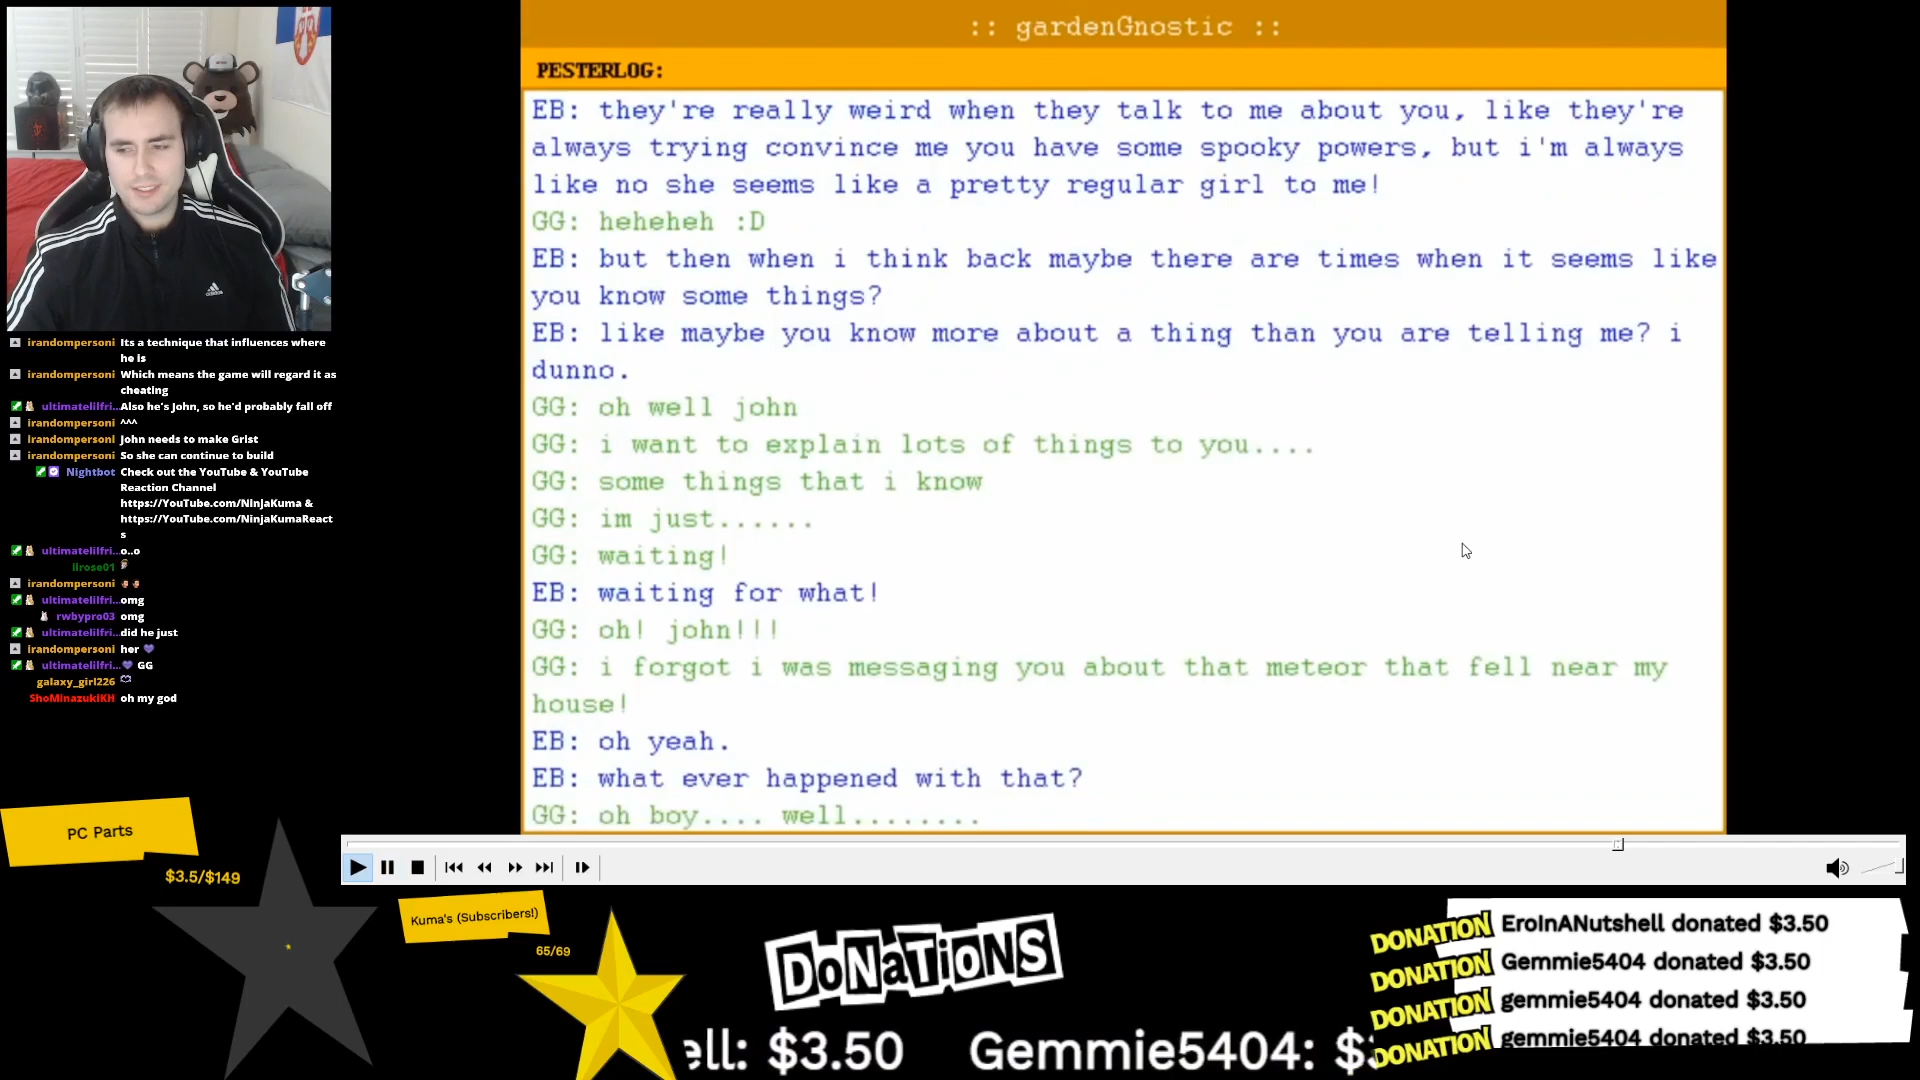 :: gardenGnostic ::
PESTERLOG:
EB: they're really weird when they talk to me about you, like they're
always trying convince me you have some spooky powers, but i'm always
like no she seems like a pretty regular girl to me!
GG: heheheh :D
EB: but then when i think back maybe there are times when it seems like
you know some things?
EB: like maybe you know more about a thing than you are telling me? i
dunno.
GG: oh well john
GG: i want to explain lots of things to you....
GG: some things that i know
GG: im just......
GG: waiting!
EB: waiting for what!
GG: oh! john!!!
GG: i forgot i was messaging you about that meteor that fell near my
house!
EB: oh yeah.
EB: what ever happened with that?
GG: oh boy.... well........
adidas
irandompersoni Its a technique that influences where
he is
irandompersoni Which means the game will regard it as
cheating
ultimatelilfri... Also he's John, so he'd probably fall off
irandompersoni ^^^
irandompersoni John needs to make Grist
irandompersoni So she can continue to build
Nightbot Check out the YouTube & YouTube
Reaction Channel
https://YouTube.com/NinjaKuma &
https://YouTube.com/NinjaKumaReact
s
ultimatelilfri... o..o
llrose01
irandompersoni
ultimatelilfri... omg
rwbypro03 omg
ultimatelilfri... did he just
irandompersoni her 💜
ultimatelilfri... 💜 GG
galaxy_girl226
ShoMinazukiKH oh my god
PC Parts
$3.5/$149
Kuma's (Subscribers!)
65/69
DoNaTiONS
ell: $3.50 Gemmie5404: $3
DONATION EroInANutshell donated $3.50
DONATION Gemmie5404 donated $3.50
DONATION gemmie5404 donated $3.50
DONATION gemmie5404 donated $3.50